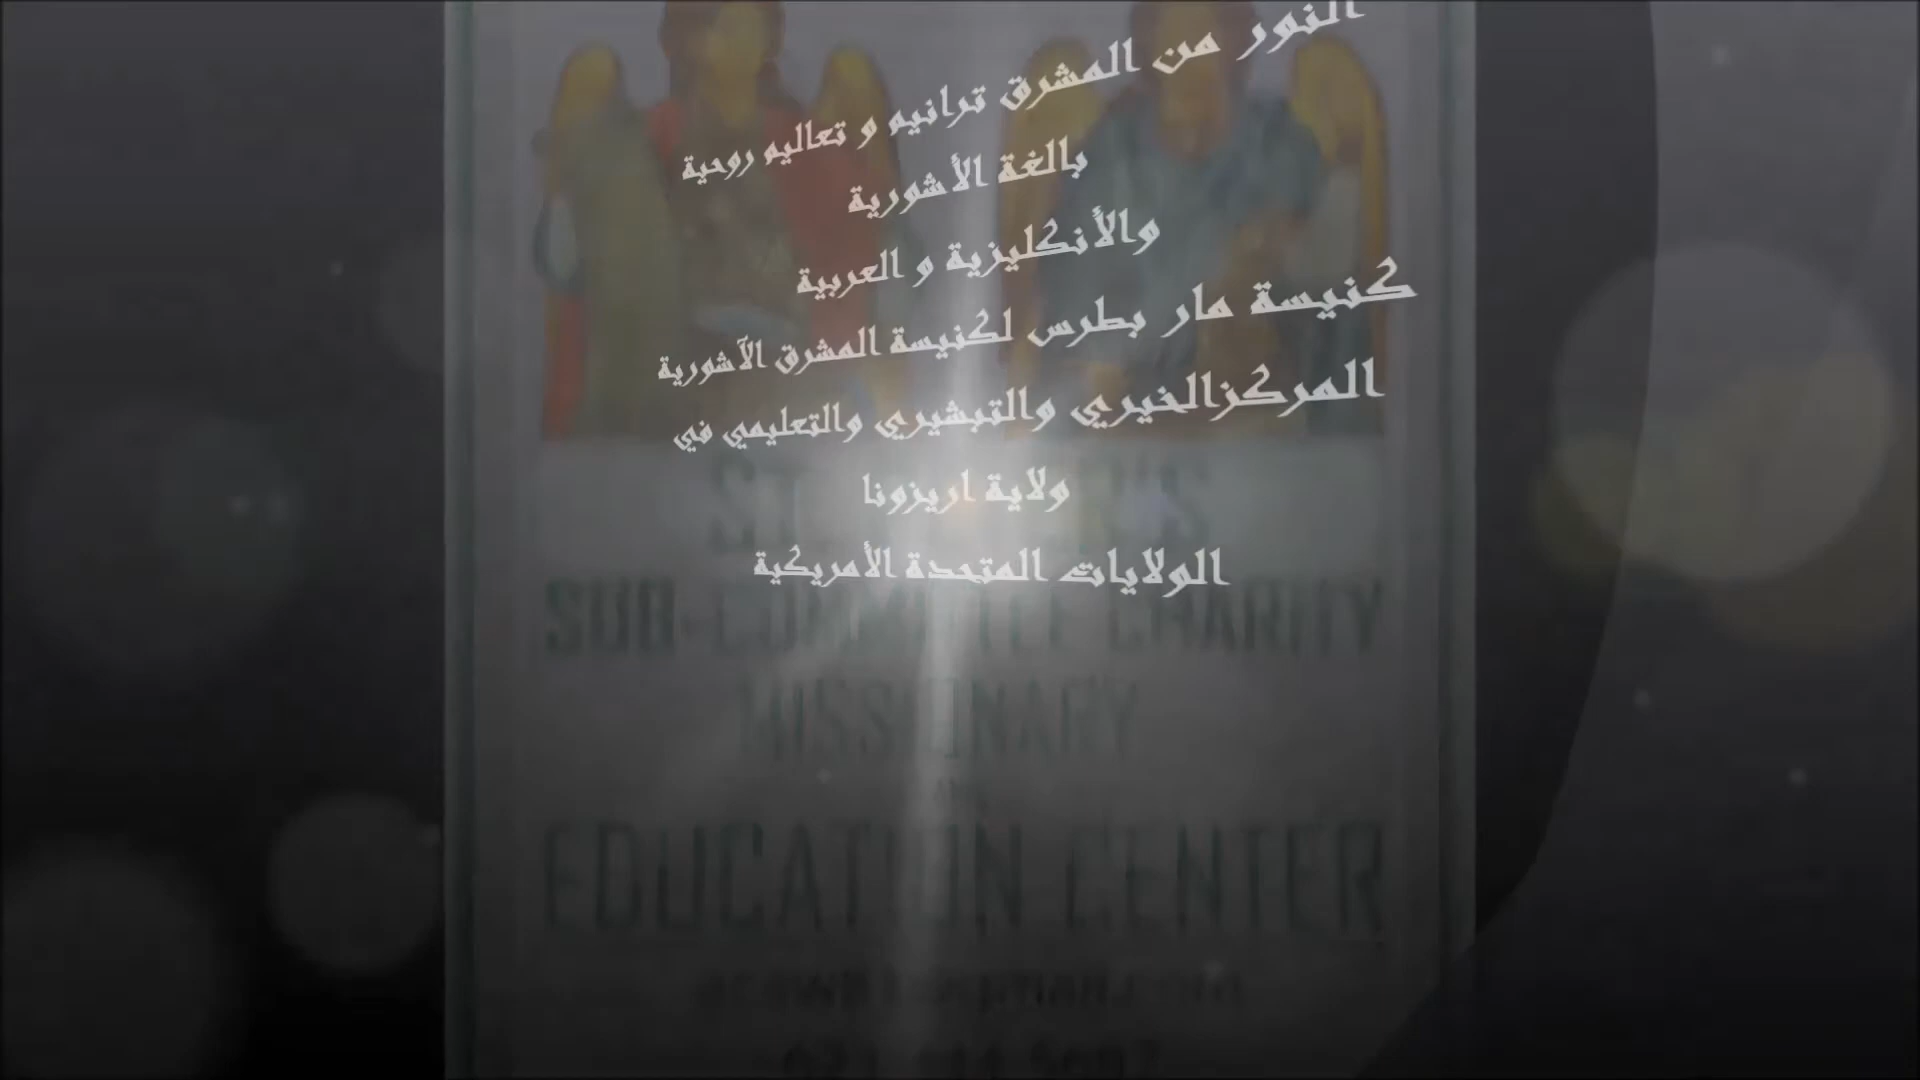 النور من المشرق ترانيم و تعاليم روحية
بالغة الأشورية
والأنكليزية و العربية
كنيسة مار بطرس لكنيسة المشرق الآشورية
المركزالخيري والتبشيري والتعليمي في
ولاية اريزونا
الولايات المتحدة الأمريكية
SUB-COMMITTEE CHARITY
MISSIONARY
EDUCATION CENTER